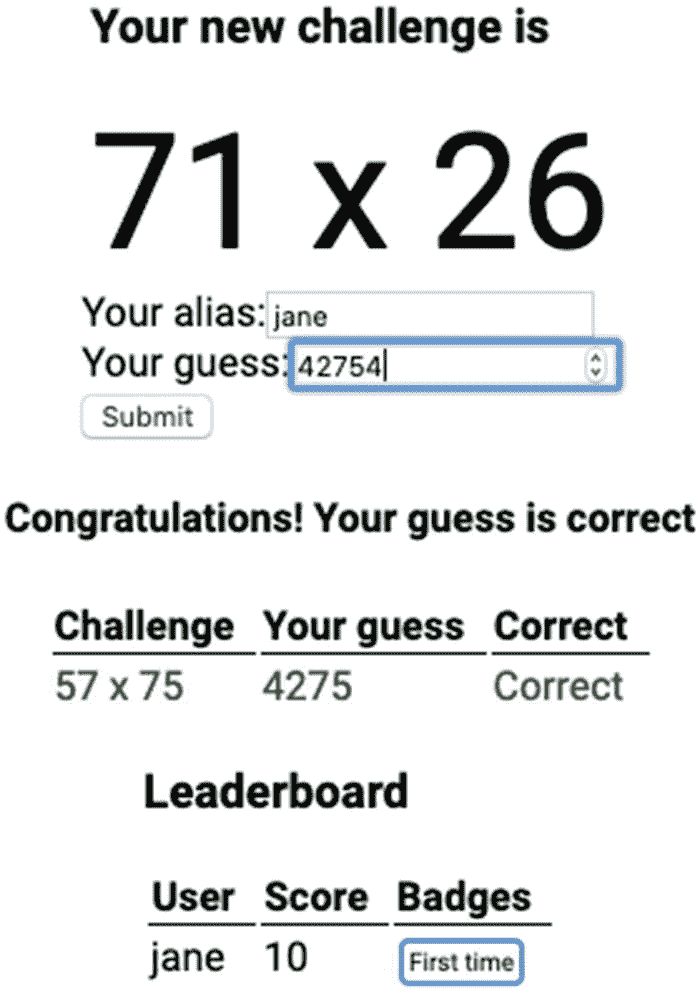 Your new challenge is
71 x 26
Your alias: jane
Your guess: 42754
Submit
Congratulations! Your guess is correct
Challenge Your guess Correct
57 x 75 4275 Correct
Leaderboard
User Score Badges
jane 10 First time